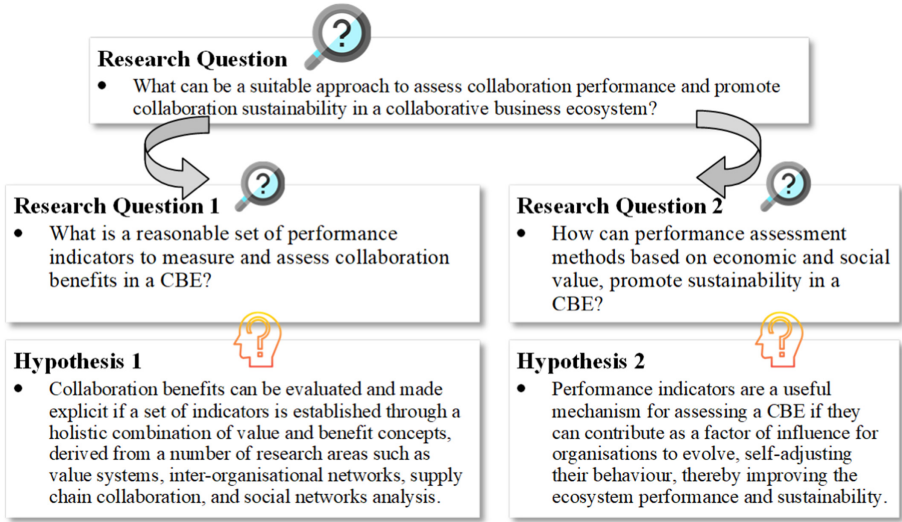 Research Question
• What can be a suitable approach to assess collaboration performance and promote
collaboration sustainability in a collaborative business ecosystem?
Research Question 1
• What is a reasonable set of performance
indicators to measure and assess collaboration
benefits in a CBE?
Research Question 2
• How can performance assessment
methods based on economic and social
value, promote sustainability in a
CBE?
Hypothesis 1
• Collaboration benefits can be evaluated and made
explicit if a set of indicators is established through a
holistic combination of value and benefit concepts,
derived from a number of research areas such as
value systems, inter-organisational networks, supply
chain collaboration, and social networks analysis.
Hypothesis 2
• Performance indicators are a useful
mechanism for assessing a CBE if they
can contribute as a factor of influence for
organisations to evolve, self-adjusting
their behaviour, thereby improving the
ecosystem performance and sustainability.